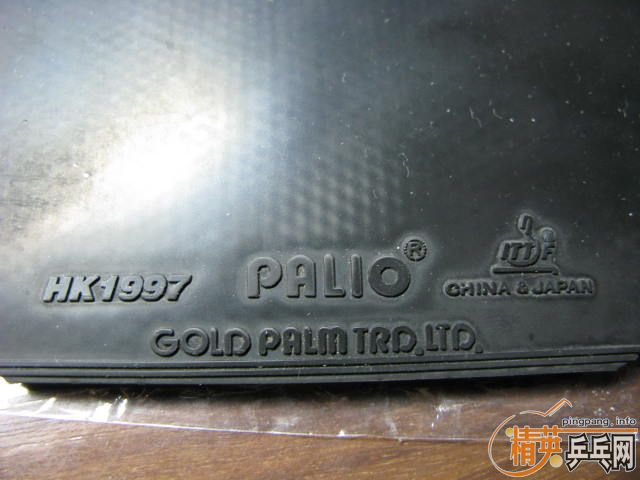 HK1997
PALIO®
ITTF
CHINA & JAPAN
GOLD PALM TRD.LTD.
pingpang.info
精英乒乓网